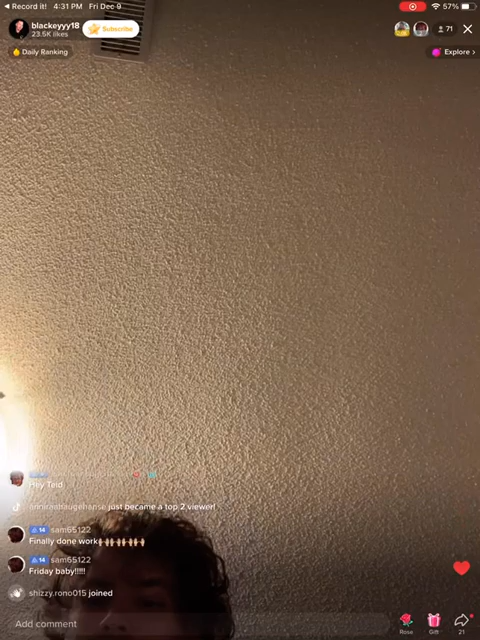 ◀ Record it! 4:31 PM Fri Dec 9 57%
blackeyyy18
23.5K likes
Subscribe
71
Daily Ranking
Explore >
Hey Teid
just became a top 2 viewer!
14 sam65122
Finally done work
14 sam65122
Friday baby!!!!!
shizzy.rono015 joined
Add comment
Rose
Gift
21